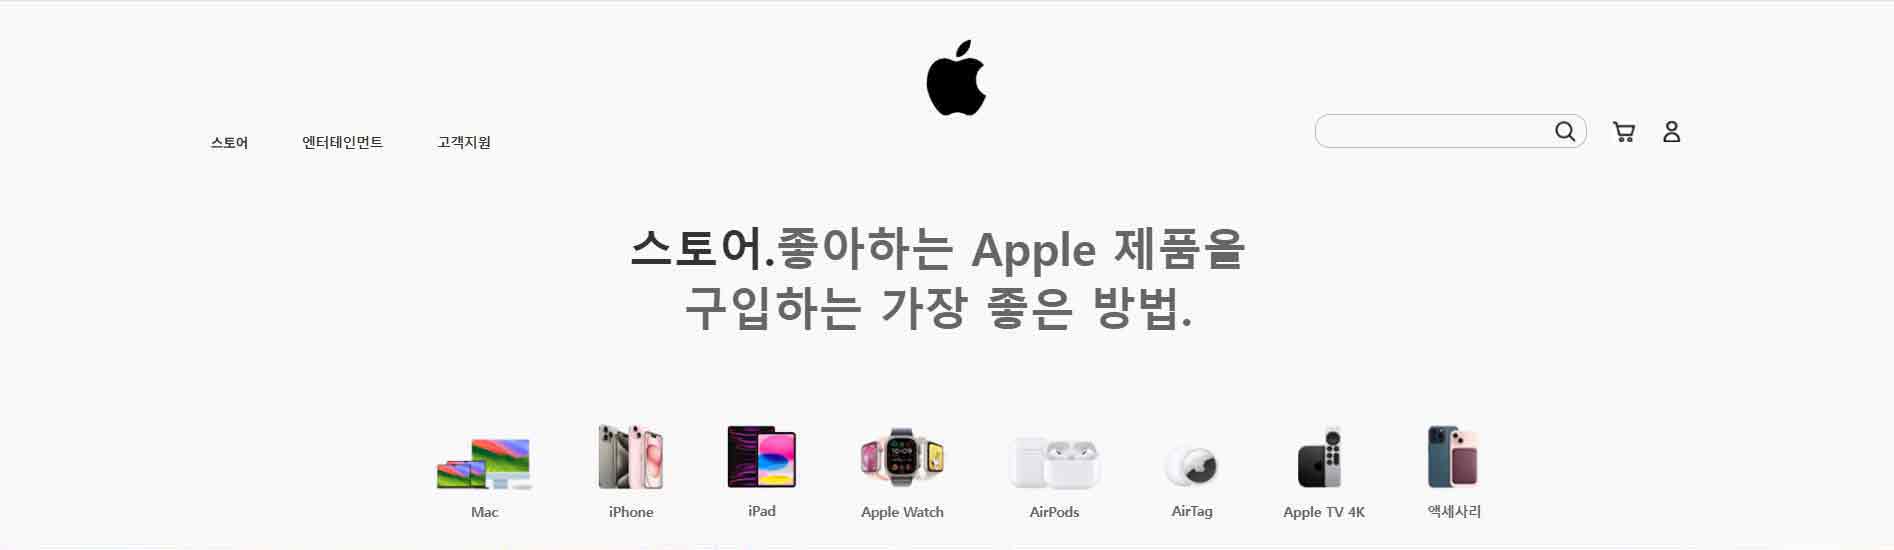 스토어 엔터테인먼트 고객지원
스토어.좋아하는 Apple 제품을
구입하는 가장 좋은 방법.
Mac iPhone iPad Apple Watch AirPods AirTag Apple TV 4K 액세사리